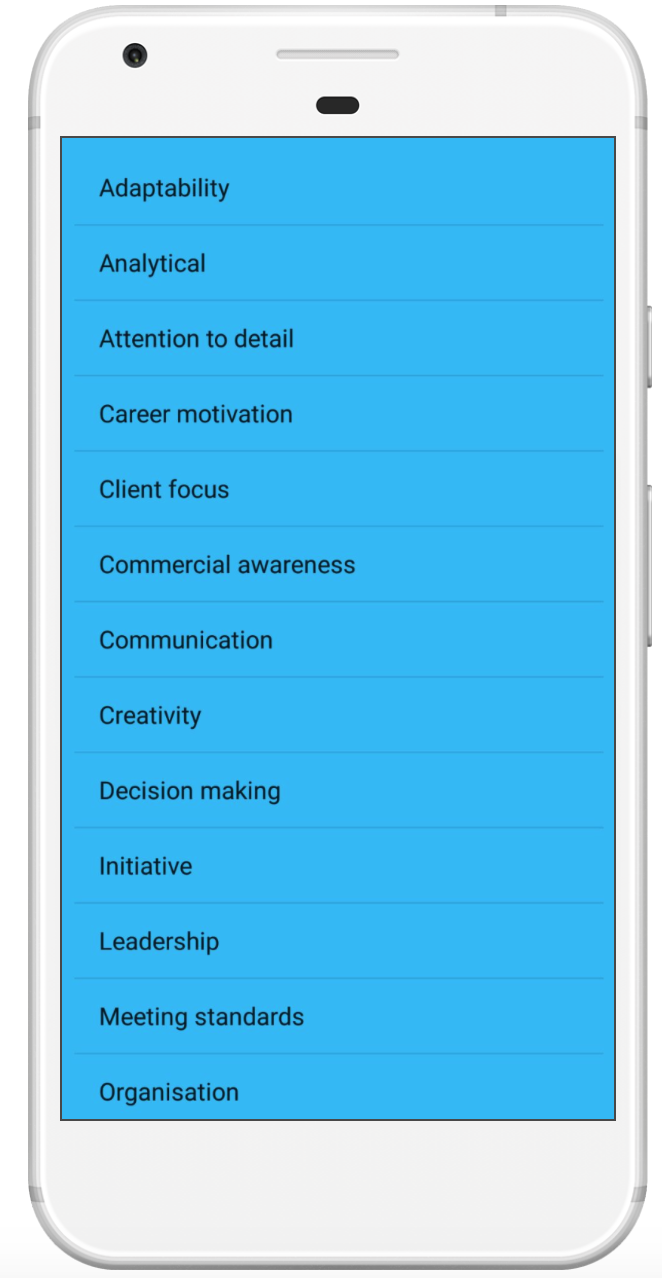 Adaptability
Analytical
Attention to detail
Career motivation
Client focus
Commercial awareness
Communication
Creativity
Decision making
Initiative
Leadership
Meeting standards
Organisation